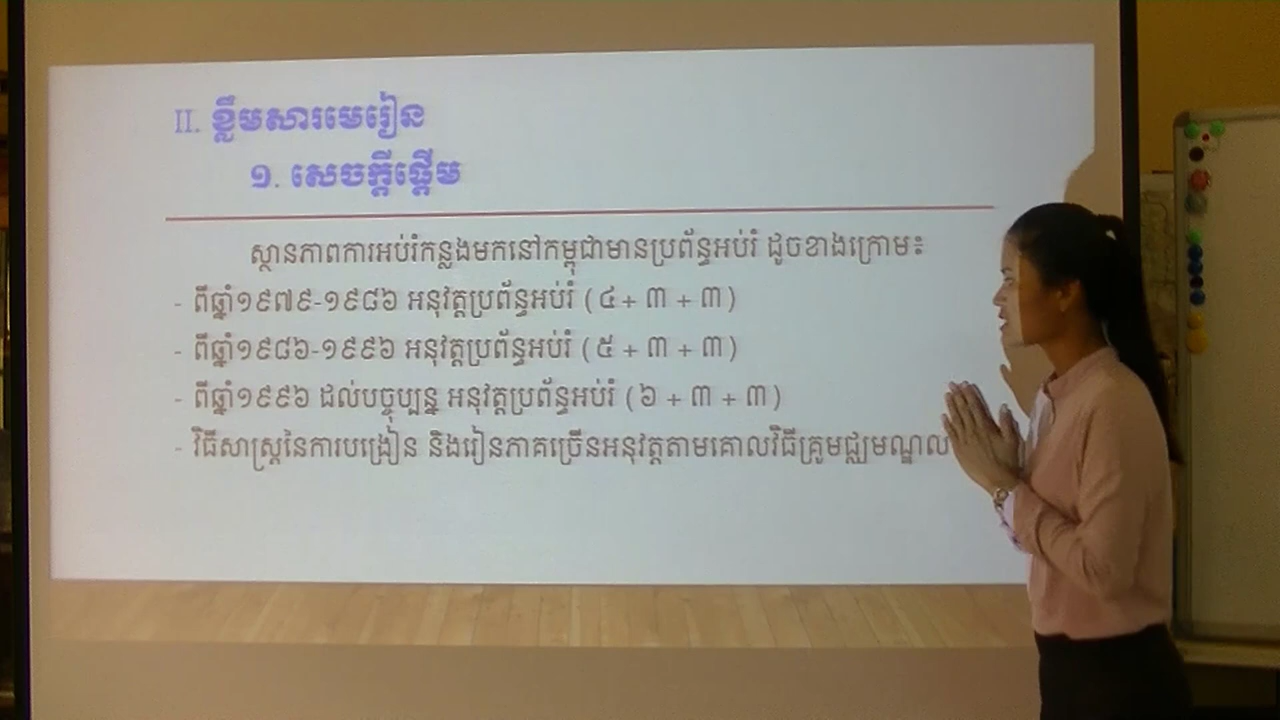 II. ខ្លឹមសារមេរៀន
១. សេចក្តីផ្តើម
ស្ថានភាពការអប់រំកន្លងមកនៅកម្ពុជាមានប្រព័ន្ធអប់រំ ដូចខាងក្រោម៖
- ពីឆ្នាំ១៩៧៩-១៩៨៦ អនុវត្តប្រព័ន្ធអប់រំ (៤ + ៣ + ៣)
- ពីឆ្នាំ១៩៨៦-១៩៩៦ អនុវត្តប្រព័ន្ធអប់រំ (៥ + ៣ + ៣)
- ពីឆ្នាំ១៩៩៦ ដល់បច្ចុប្បន្ន អនុវត្តប្រព័ន្ធអប់រំ (៦ + ៣ + ៣)
- វិធីសាស្ត្រនៃការបង្រៀន និងរៀនភាគច្រើនអនុវត្តតាមគោលវិធីគ្រូមជ្ឈមណ្ឌល